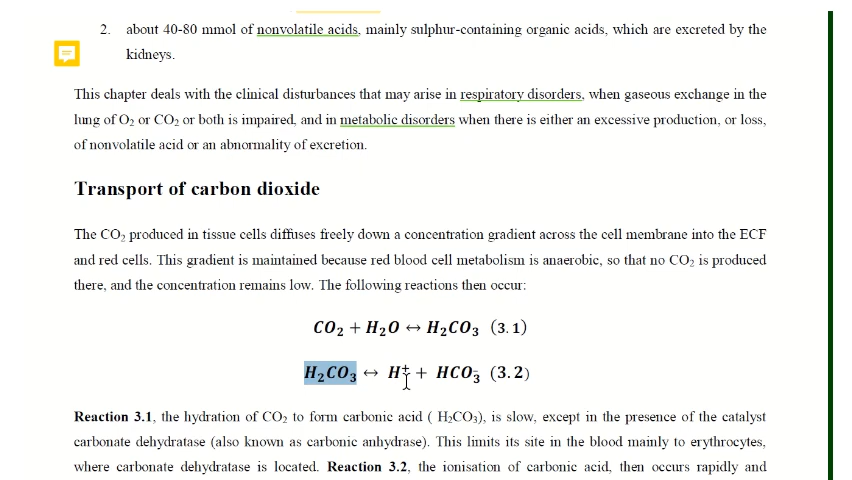 2. about 40-80 mmol of nonvolatile acids, mainly sulphur-containing organic acids, which are excreted by the
kidneys.
This chapter deals with the clinical disturbances that may arise in respiratory disorders, when gaseous exchange in the
lung of O₂ or CO₂ or both is impaired, and in metabolic disorders when there is either an excessive production, or loss,
of nonvolatile acid or an abnormality of excretion.
Transport of carbon dioxide
The CO₂ produced in tissue cells diffuses freely down a concentration gradient across the cell membrane into the ECF
and red cells. This gradient is maintained because red blood cell metabolism is anaerobic, so that no CO₂ is produced
there, and the concentration remains low. The following reactions then occur:
CO₂ + H₂O ↔ H₂CO₃ (3.1)
H₂CO₃ ↔ H⁺ + HCO₃⁻ (3.2)
Reaction 3.1, the hydration of CO₂ to form carbonic acid ( H₂CO₃), is slow, except in the presence of the catalyst
carbonate dehydratase (also known as carbonic anhydrase). This limits its site in the blood mainly to erythrocytes,
where carbonate dehydratase is located. Reaction 3.2, the ionisation of carbonic acid, then occurs rapidly and